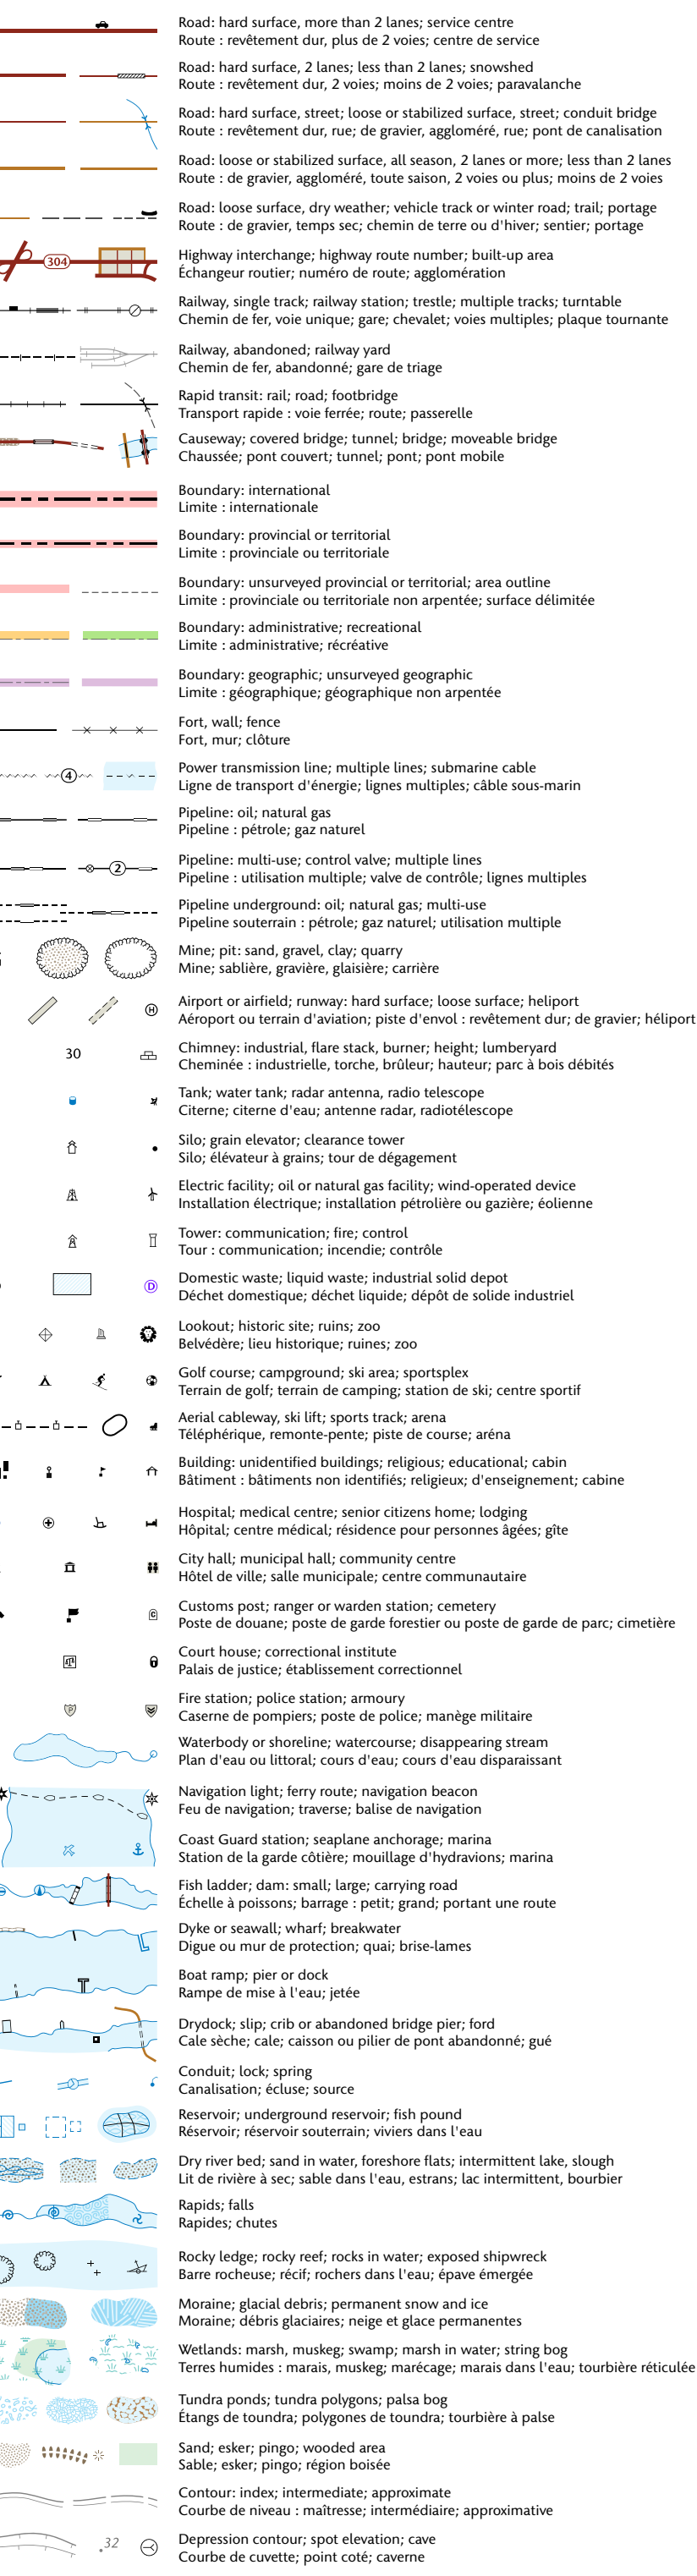 Road: hard surface, more than 2 lanes; service centre
Route : revêtement dur, plus de 2 voies; centre de service
Road: hard surface, 2 lanes; less than 2 lanes; snowshed
Route : revêtement dur, 2 voies; moins de 2 voies; paravalanche
Road: hard surface, street; loose or stabilized surface, street; conduit bridge
Route : revêtement dur, rue; de gravier, aggloméré, rue; pont de canalisation
Road: loose or stabilized surface, all season, 2 lanes or more; less than 2 lanes
Route : de gravier, aggloméré, toute saison, 2 voies ou plus; moins de 2 voies
Road: loose surface, dry weather; vehicle track or winter road; trail; portage
Route : de gravier, temps sec; chemin de terre ou d'hiver; sentier; portage
304
Highway interchange; highway route number; built-up area
Échangeur routier; numéro de route; agglomération
Railway, single track; railway station; trestle; multiple tracks; turntable
Chemin de fer, voie unique; gare; chevalet; voies multiples; plaque tournante
Railway, abandoned; railway yard
Chemin de fer, abandonné; gare de triage
Rapid transit: rail; road; footbridge
Transport rapide : voie ferrée; route; passerelle
Causeway; covered bridge; tunnel; bridge; moveable bridge
Chaussée; pont couvert; tunnel; pont; pont mobile
Boundary: international
Limite : internationale
Boundary: provincial or territorial
Limite : provinciale ou territoriale
Boundary: unsurveyed provincial or territorial; area outline
Limite : provinciale ou territoriale non arpentée; surface délimitée
Boundary: administrative; recreational
Limite : administrative; récréative
Boundary: geographic; unsurveyed geographic
Limite : géographique; géographique non arpentée
Fort, wall; fence
Fort, mur; clôture
4
Power transmission line; multiple lines; submarine cable
Ligne de transport d'énergie; lignes multiples; câble sous-marin
Pipeline: oil; natural gas
Pipeline : pétrole; gaz naturel
2
Pipeline: multi-use; control valve; multiple lines
Pipeline : utilisation multiple; valve de contrôle; lignes multiples
Pipeline underground: oil; natural gas; multi-use
Pipeline souterrain : pétrole; gaz naturel; utilisation multiple
Mine; pit: sand, gravel, clay; quarry
Mine; sablière, gravière, glaisière; carrière
H
Airport or airfield; runway: hard surface; loose surface; heliport
Aéroport ou terrain d'aviation; piste d'envol : revêtement dur; de gravier; héliport
30
Chimney: industrial, flare stack, burner; height; lumberyard
Cheminée : industrielle, torche, brûleur; hauteur; parc à bois débités
Tank; water tank; radar antenna, radio telescope
Citerne; citerne d'eau; antenne radar, radiotélescope
Silo; grain elevator; clearance tower
Silo; élévateur à grains; tour de dégagement
Electric facility; oil or natural gas facility; wind-operated device
Installation électrique; installation pétrolière ou gazière; éolienne
Tower: communication; fire; control
Tour : communication; incendie; contrôle
D
Domestic waste; liquid waste; industrial solid depot
Déchet domestique; déchet liquide; dépôt de solide industriel
Lookout; historic site; ruins; zoo
Belvédère; lieu historique; ruines; zoo
Golf course; campground; ski area; sportsplex
Terrain de golf; terrain de camping; station de ski; centre sportif
Aerial cableway, ski lift; sports track; arena
Téléphérique, remonte-pente; piste de course; aréna
Building: unidentified buildings; religious; educational; cabin
Bâtiment : bâtiments non identifiés; religieux; d'enseignement; cabine
Hospital; medical centre; senior citizens home; lodging
Hôpital; centre médical; résidence pour personnes âgées; gîte
City hall; municipal hall; community centre
Hôtel de ville; salle municipale; centre communautaire
C
Customs post; ranger or warden station; cemetery
Poste de douane; poste de garde forestier ou poste de garde de parc; cimetière
Court house; correctional institute
Palais de justice; établissement correctionnel
P
Fire station; police station; armoury
Caserne de pompiers; poste de police; manège militaire
Waterbody or shoreline; watercourse; disappearing stream
Plan d'eau ou littoral; cours d'eau; cours d'eau disparaissant
Navigation light; ferry route; navigation beacon
Feu de navigation; traverse; balise de navigation
Coast Guard station; seaplane anchorage; marina
Station de la garde côtière; mouillage d'hydravions; marina
Fish ladder; dam: small; large; carrying road
Échelle à poissons; barrage : petit; grand; portant une route
Dyke or seawall; wharf; breakwater
Digue ou mur de protection; quai; brise-lames
Boat ramp; pier or dock
Rampe de mise à l'eau; jetée
Drydock; slip; crib or abandoned bridge pier; ford
Cale sèche; cale; caisson ou pilier de pont abandonné; gué
Conduit; lock; spring
Canalisation; écluse; source
Reservoir; underground reservoir; fish pound
Réservoir; réservoir souterrain; viviers dans l'eau
Dry river bed; sand in water, foreshore flats; intermittent lake, slough
Lit de rivière à sec; sable dans l'eau, estrans; lac intermittent, bourbier
Rapids; falls
Rapides; chutes
Rocky ledge; rocky reef; rocks in water; exposed shipwreck
Barre rocheuse; récif; rochers dans l'eau; épave émergée
Moraine; glacial debris; permanent snow and ice
Moraine; débris glaciaires; neige et glace permanentes
Wetlands: marsh, muskeg; swamp; marsh in water; string bog
Terres humides : marais, muskeg; marécage; marais dans l'eau; tourbière réticulée
Tundra ponds; tundra polygons; palsa bog
Étangs de toundra; polygones de toundra; tourbière à palse
Sand; esker; pingo; wooded area
Sable; esker; pingo; région boisée
Contour: index; intermediate; approximate
Courbe de niveau : maîtresse; intermédiaire; approximative
.32
Depression contour; spot elevation; cave
Courbe de cuvette; point coté; caverne